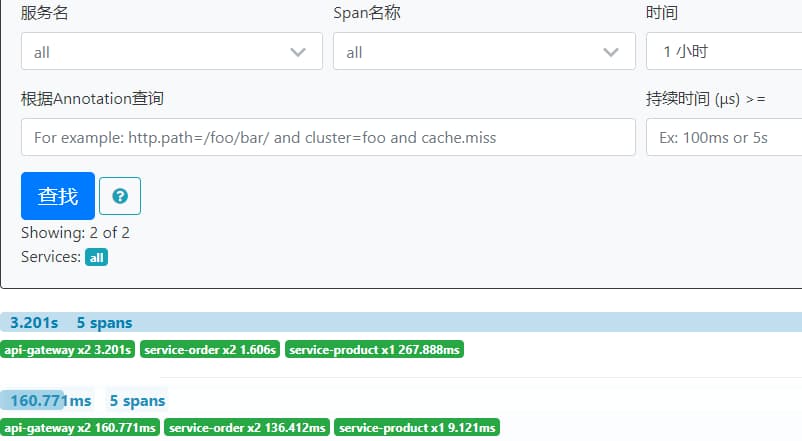 服务名 Span名称 时间
all all 1 小时
根据Annotation查询 持续时间 (μs) >=
For example: http.path=/foo/bar/ and cluster=foo and cache.miss Ex: 100ms or 5s
查找
Showing: 2 of 2
Services: all
3.201s 5 spans
api-gateway x2 3.201s service-order x2 1.606s service-product x1 267.888ms
160.771ms 5 spans
api-gateway x2 160.771ms service-order x2 136.412ms service-product x1 9.121ms